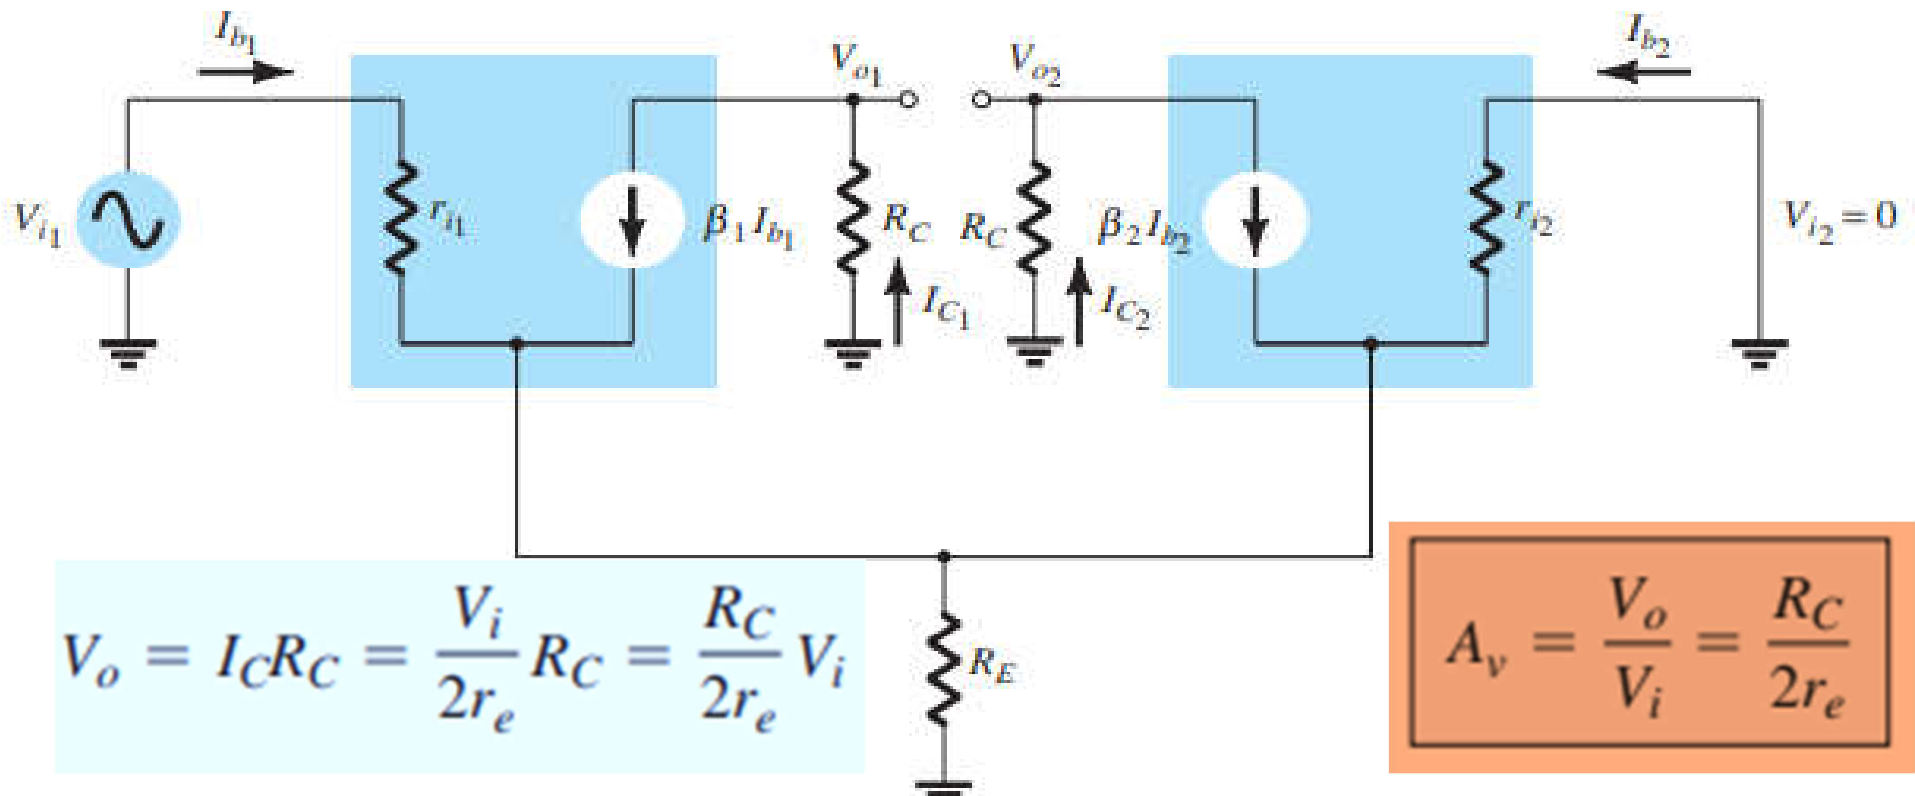 I_{b_1}
I_{b_2}
V_{o_1}
V_{o_2}
V_{i_1}
r_{i_1}
β_1 I_{b_1}
R_C
R_C
β_2 I_{b_2}
r_{i_2}
V_{i_2} = 0
I_{C_1}
I_{C_2}
V_o = I_C R_C = \frac{V_i}{2r_e} R_C = \frac{R_C}{2r_e} V_i
R_E
A_v = \frac{V_o}{V_i} = \frac{R_C}{2r_e}